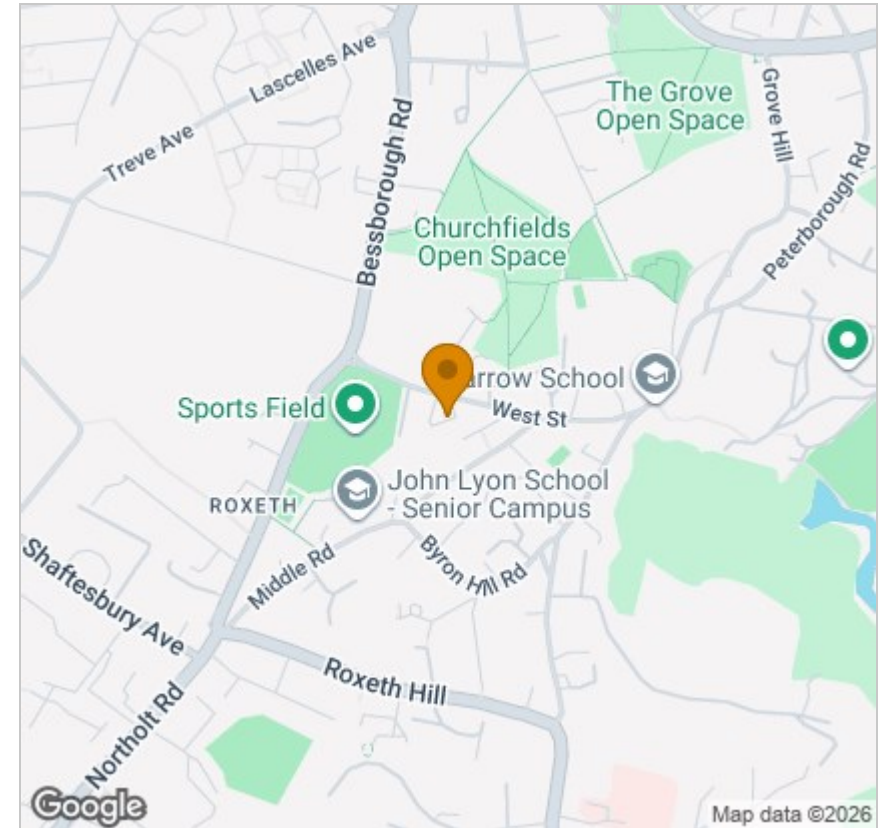 Lascelles Ave
Treve Ave
Bessborough Rd
The Grove
Open Space
Grove Hill
Peterborough Rd
Churchfields
Open Space
arrow School
Sports Field
West St
John Lyon School
- Senior Campus
ROXETH
Middle Rd
Byron Hill Rd
Shaftesbury Ave
Roxeth Hill
Northolt Rd
Google
Map data ©2026